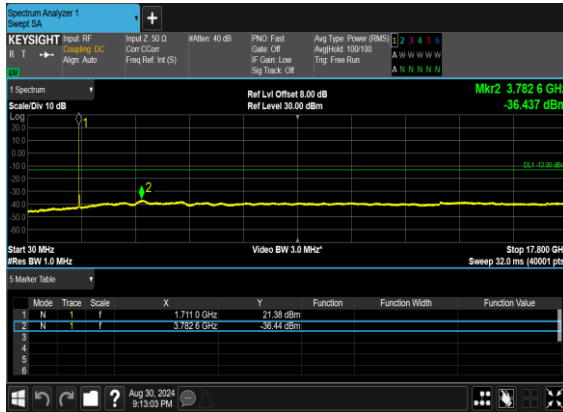 Spectrum Analyzer 1
Swept SA
KEYSIGHT
R T
Input: RF
Coupling: DC
Align: Auto
Input Z: 50 Ω
Corr CCorr
Freq Ref: Int (S)
#Atten: 40 dB
PNO: Fast
Gate: Off
IF Gain: Low
Sig Track: Off
Avg Type: Power (RMS)
Avg|Hold: 100/100
Trig: Free Run
1 2 3 4 5 6
A W W W W W
A N N N N N
1 Spectrum
Scale/Div 10 dB
Ref Lvl Offset 8.00 dB
Ref Level 30.00 dBm
Mkr2 3.782 6 GHz
-36.437 dBm
Log
20.0
10.0
0.00
-10.0
-20.0
-30.0
-40.0
-50.0
-60.0
1
2
DL1 -13.00 dBm
Start 30 MHz
#Res BW 1.0 MHz
Video BW 3.0 MHz*
Stop 17.800 GHz
Sweep 32.0 ms (40001 pts)
5 Marker Table
Mode Trace Scale X Y Function Function Width Function Value
1 N 1 f 1.711 0 GHz 21.38 dBm
2 N 1 f 3.782 6 GHz -36.44 dBm
3
4
5
6
?
Aug 30, 2024
9:13:03 PM